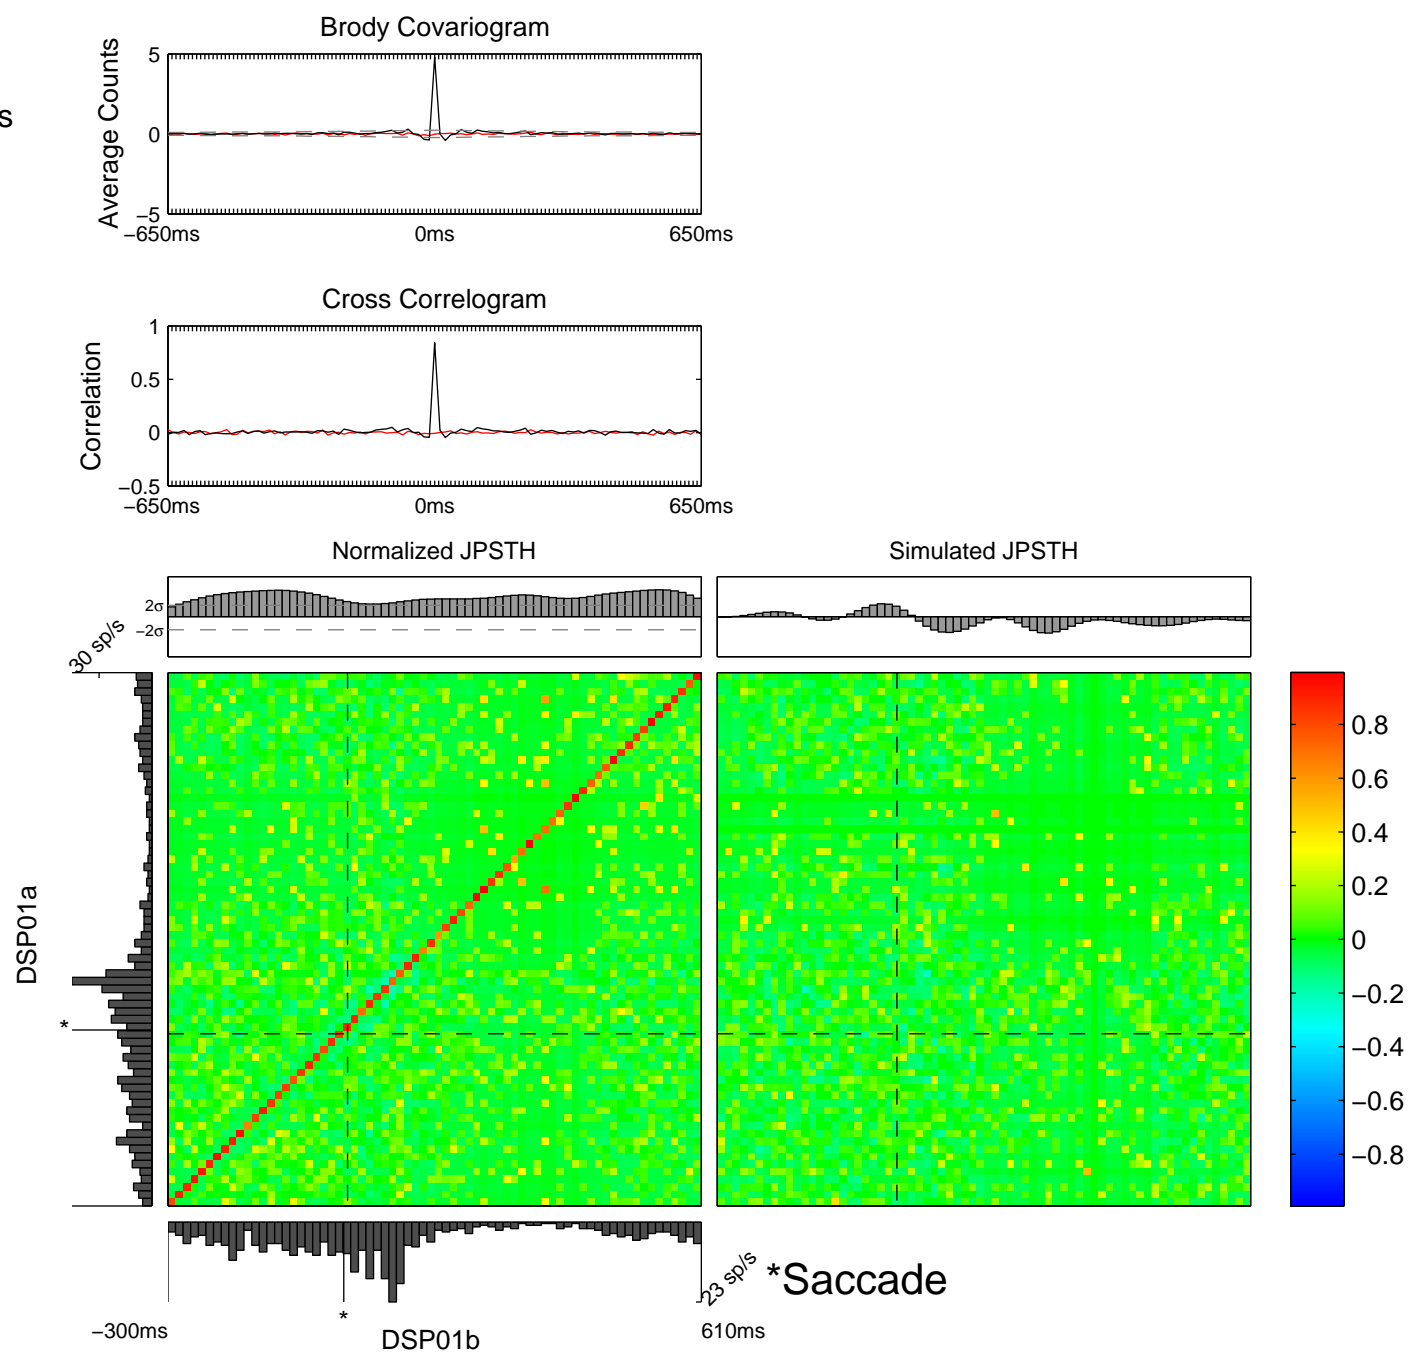 Brody Covariogram
s
Average Counts
5
0
−5
−650ms 0ms 650ms
Cross Correlogram
Correlation
1
0.5
0
−0.5
−650ms 0ms 650ms
Normalized JPSTH
Simulated JPSTH
2σ
−2σ
30 sp/s
DSP01a
*
0.8
0.6
0.4
0.2
0
−0.2
−0.4
−0.6
−0.8
23 sp/s
*Saccade
*
−300ms
DSP01b
610ms